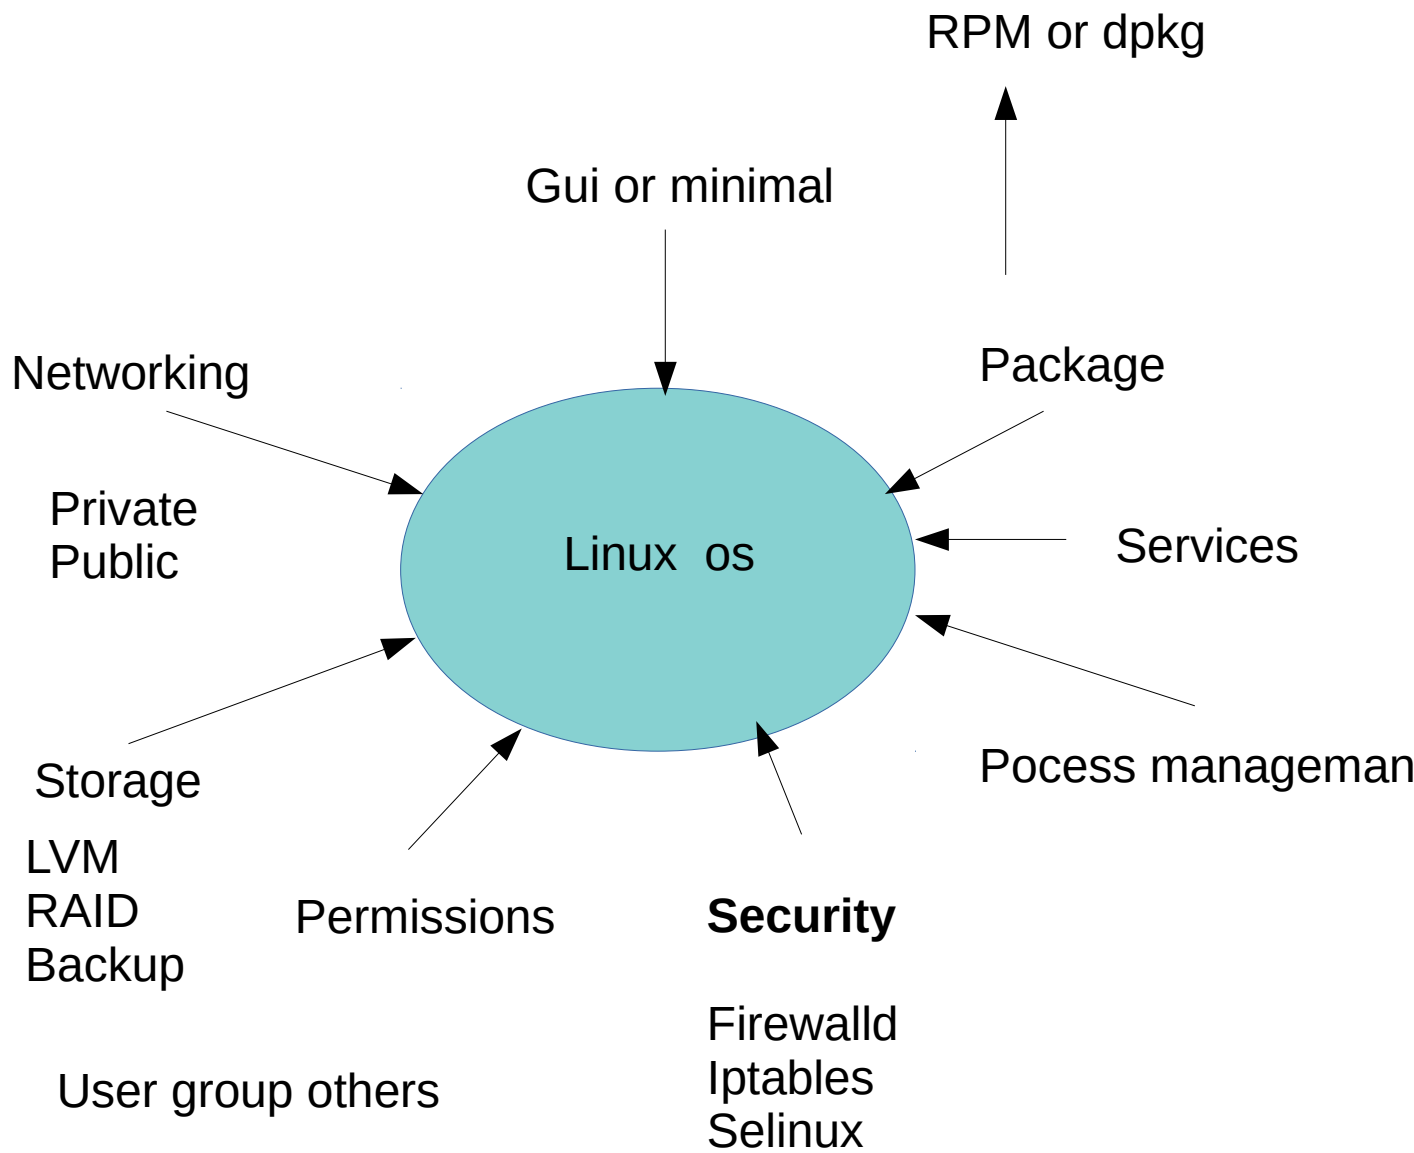 RPM or dpkg
Gui or minimal
Networking
Package
Private
Public
Linux os
Services
Storage
Pocess manageman
LVM
RAID
Backup
Permissions
Security
Firewalld
Iptables
Selinux
User group others